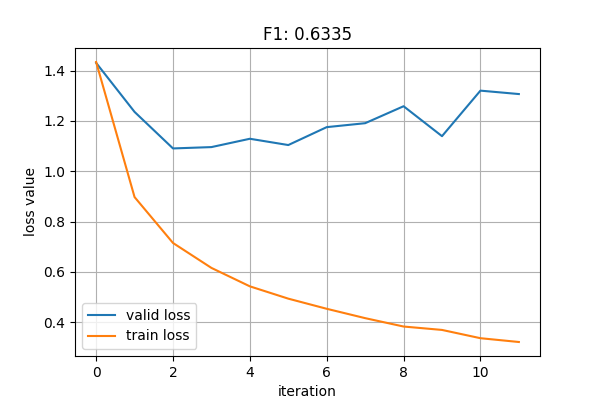 F1: 0.6335
1.4
1.2
1.0
0.8
0.6
0.4
loss value
valid loss
train loss
0 2 4 6 8 10
iteration